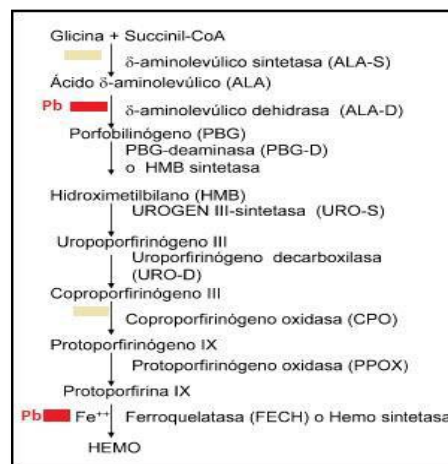 Glicina + Succinil-CoA
δ-aminolevúlico sintetasa (ALA-S)
Ácido δ-aminolevúlico (ALA)
Pb δ-aminolevúlico dehidrasa (ALA-D)
Porfobilinógeno (PBG)
PBG-deaminasa (PBG-D)
o HMB sintetasa
Hidroximetilbilano (HMB)
UROGEN III-sintetasa (URO-S)
Uropoporfirinógeno III
Uroporfirinógeno decarboxilasa
(URO-D)
Coproporfirinógeno III
Coproporfirinógeno oxidasa (CPO)
Protoporfirinógeno IX
Protoporfirinógeno oxidasa (PPOX)
Protoporfirina IX
Pb Fe⁺⁺ Ferroquelatasa (FECH) o Hemo sintetasa
HEMO